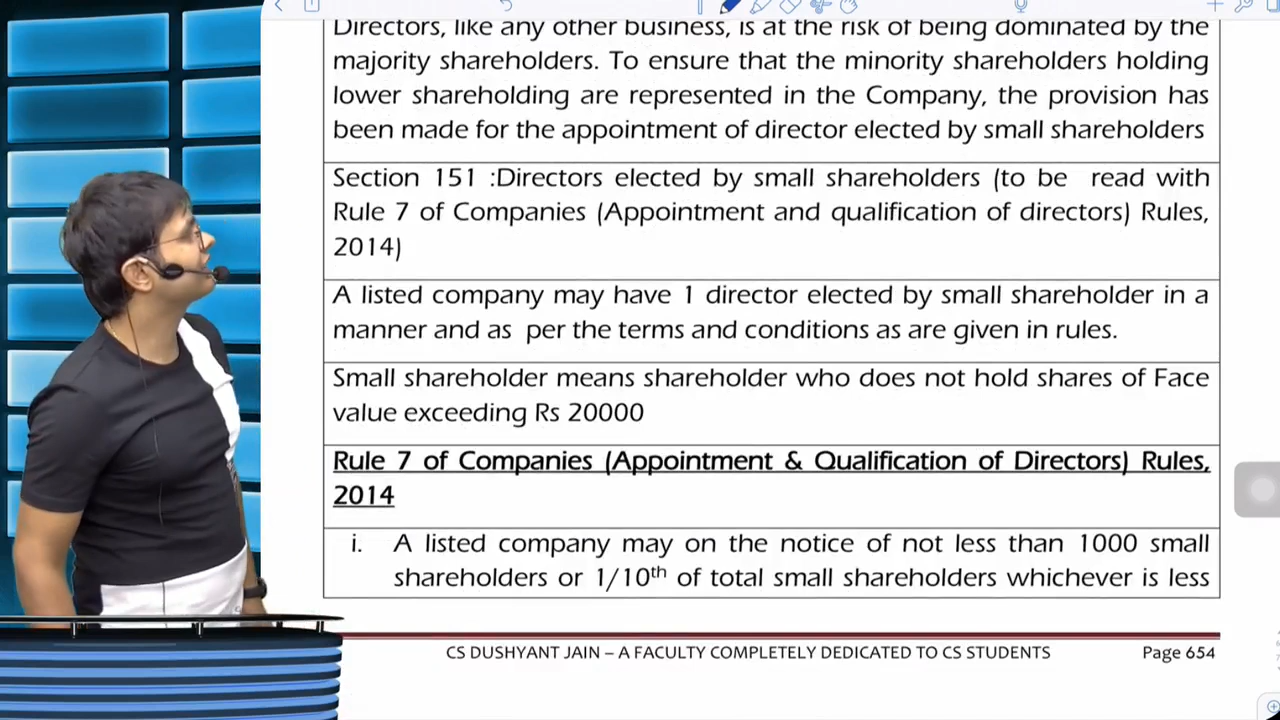 Directors, like any other business, is at the risk of being dominated by the
majority shareholders. To ensure that the minority shareholders holding
lower shareholding are represented in the Company, the provision has
been made for the appointment of director elected by small shareholders
Section 151 :Directors elected by small shareholders (to be read with
Rule 7 of Companies (Appointment and qualification of directors) Rules,
2014)
A listed company may have 1 director elected by small shareholder in a
manner and as per the terms and conditions as are given in rules.
Small shareholder means shareholder who does not hold shares of Face
value exceeding Rs 20000
Rule 7 of Companies (Appointment & Qualification of Directors) Rules,
2014
i. A listed company may on the notice of not less than 1000 small
shareholders or 1/10th of total small shareholders whichever is less
CS DUSHYANT JAIN – A FACULTY COMPLETELY DEDICATED TO CS STUDENTS Page 654